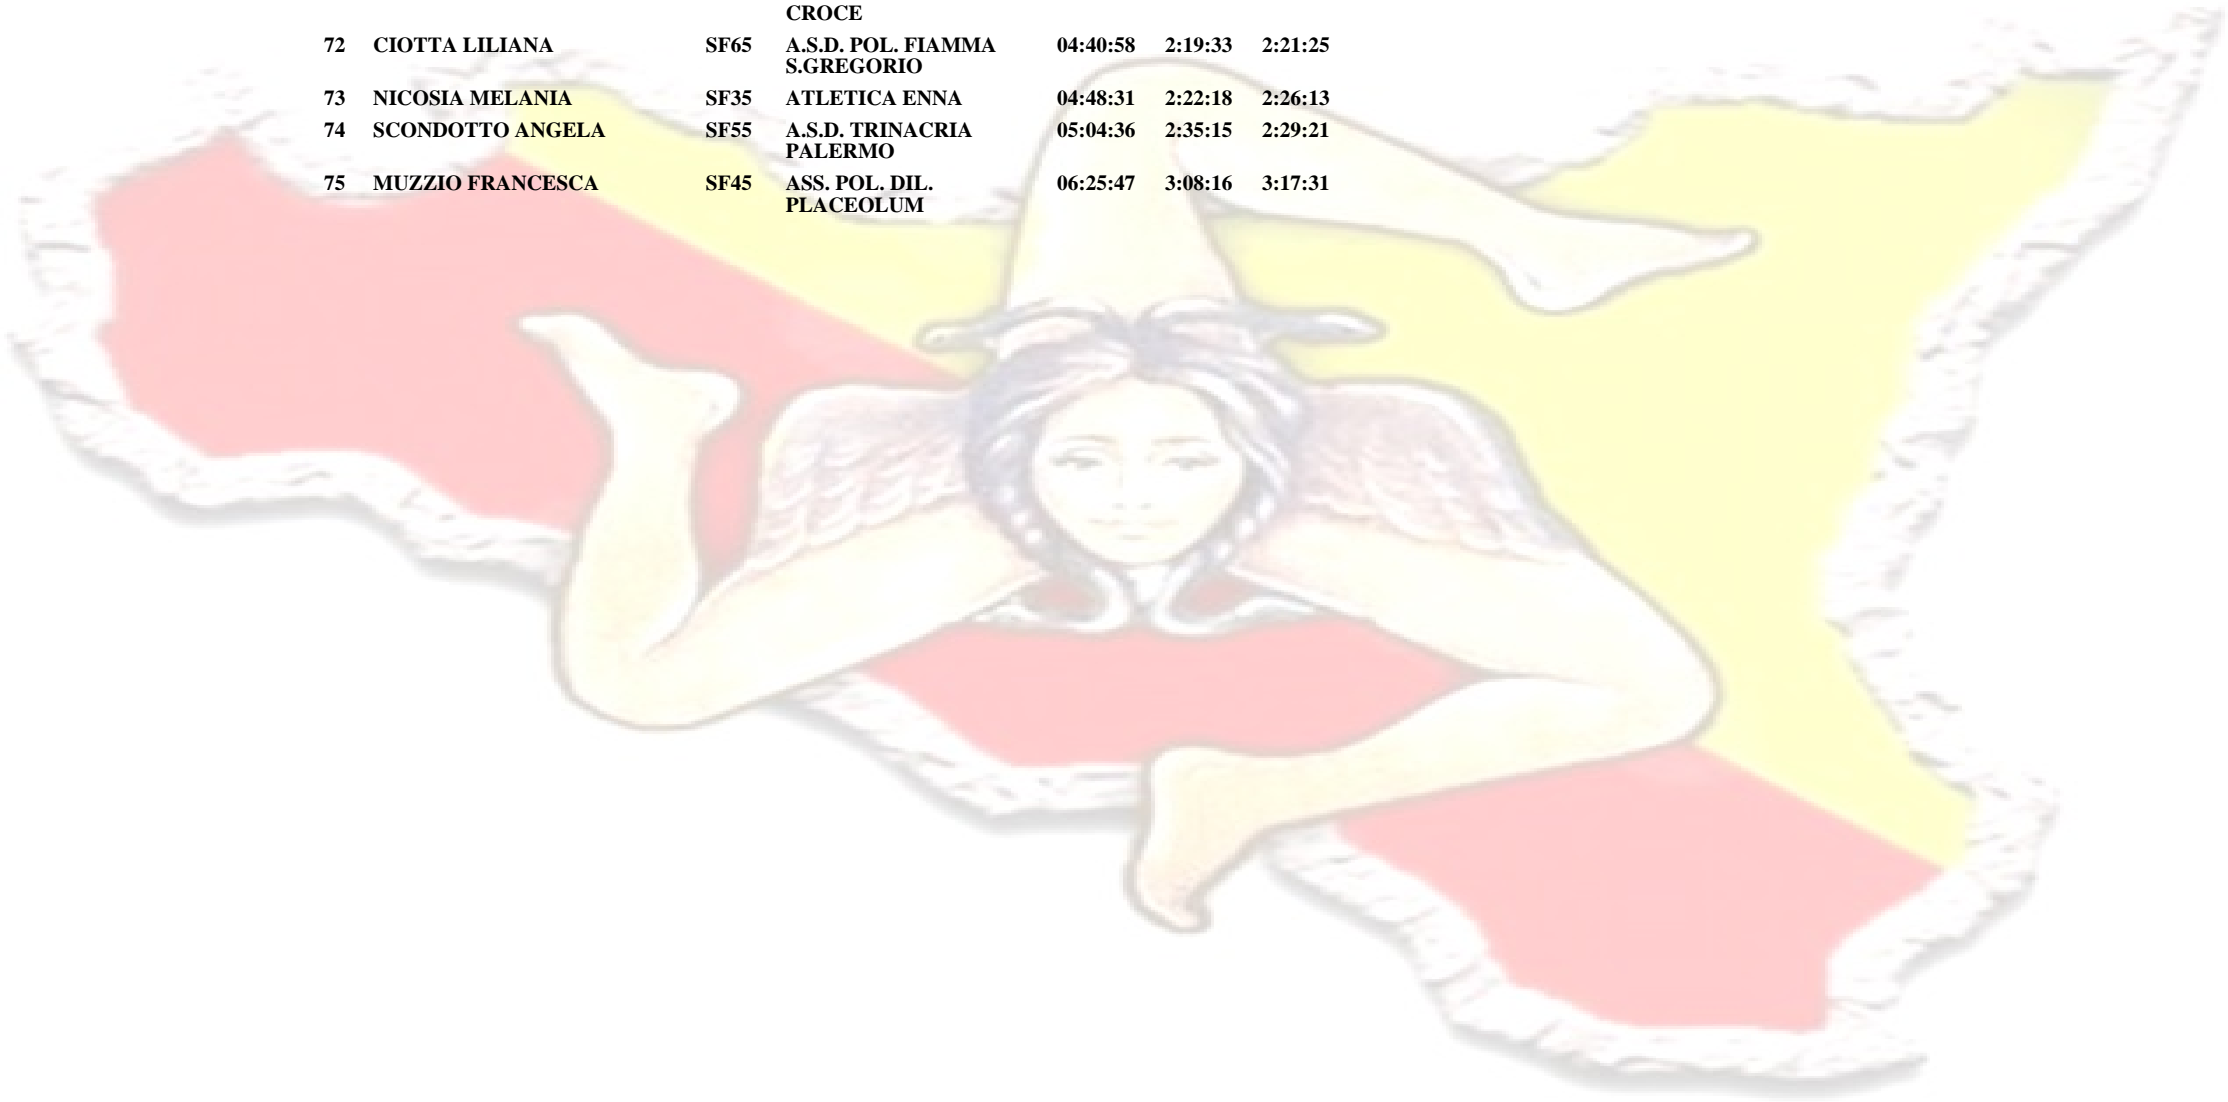 CROCE
72 CIOTTA LILIANA SF65 A.S.D. POL. FIAMMA 04:40:58 2:19:33 2:21:25
S.GREGORIO
73 NICOSIA MELANIA SF35 ATLETICA ENNA 04:48:31 2:22:18 2:26:13
74 SCONDOTTO ANGELA SF55 A.S.D. TRINACRIA 05:04:36 2:35:15 2:29:21
PALERMO
75 MUZZIO FRANCESCA SF45 ASS. POL. DIL. 06:25:47 3:08:16 3:17:31
PLACEOLUM